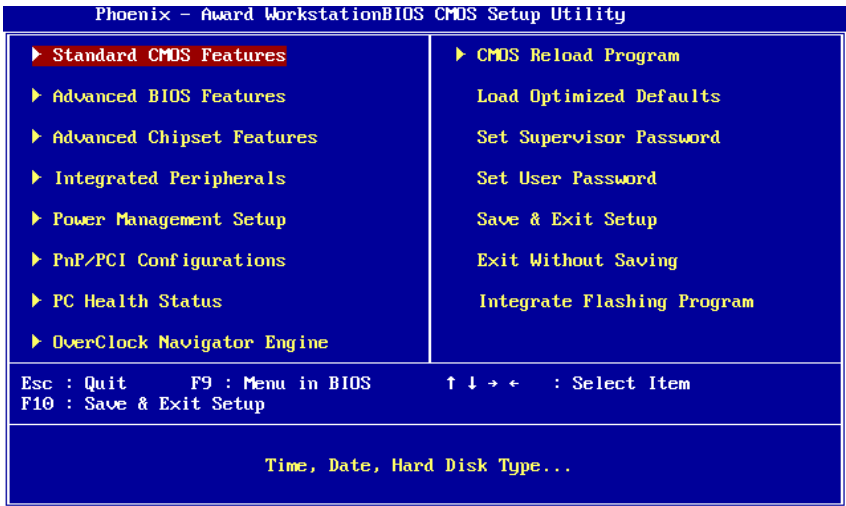 Phoenix - Award WorkstationBIOS CMOS Setup Utility
▶ Standard CMOS Features
▶ Advanced BIOS Features
▶ Advanced Chipset Features
▶ Integrated Peripherals
▶ Power Management Setup
▶ PnP/PCI Configurations
▶ PC Health Status
▶ OverClock Navigator Engine
▶ CMOS Reload Program
Load Optimized Defaults
Set Supervisor Password
Set User Password
Save & Exit Setup
Exit Without Saving
Integrate Flashing Program
Esc : Quit F9 : Menu in BIOS ↑ ↓ → ← : Select Item
F10 : Save & Exit Setup
Time, Date, Hard Disk Type...